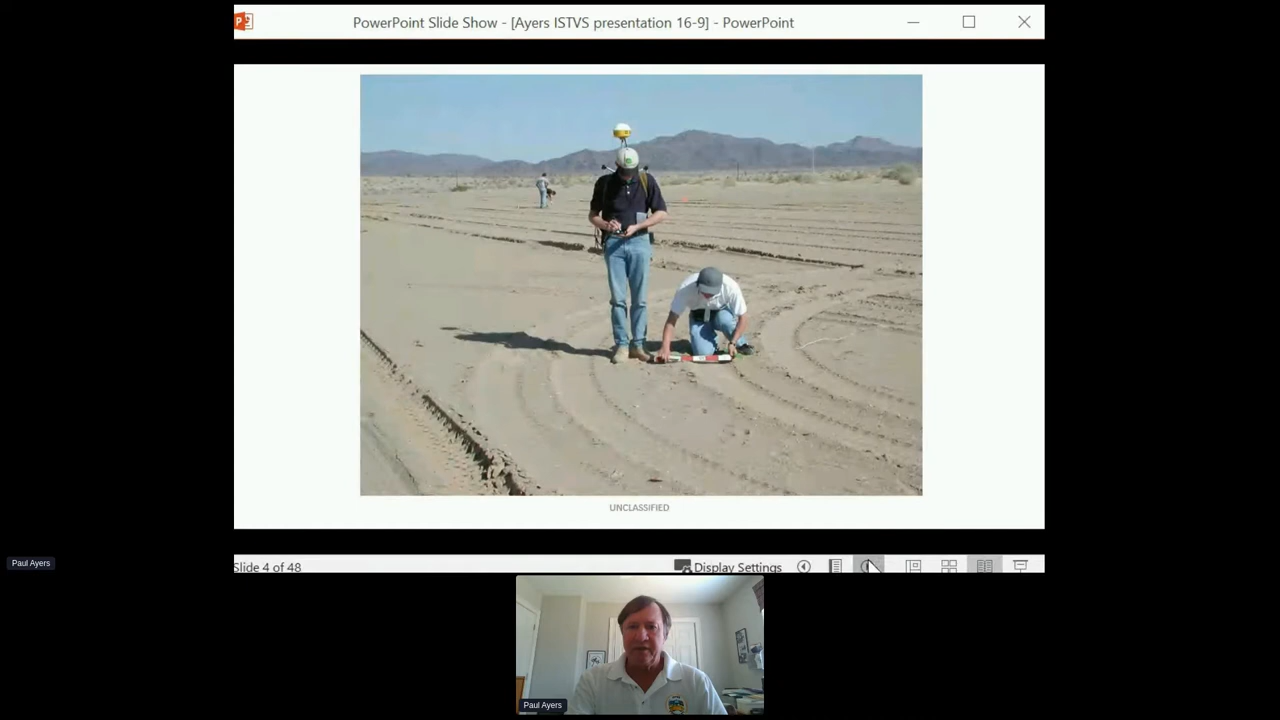 PowerPoint Slide Show - [Ayers ISTVS presentation 16-9] - PowerPoint
UNCLASSIFIED
Paul Ayers
Slide 4 of 48
Display Settings
Paul Ayers